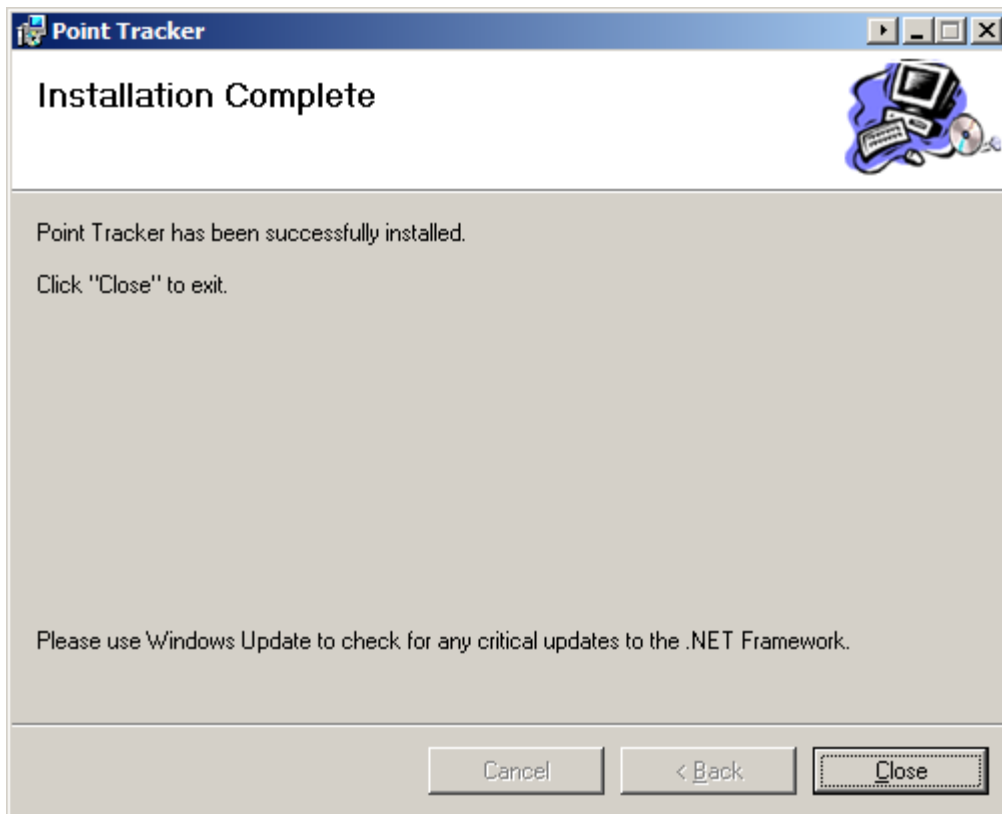 Point Tracker
Installation Complete
Point Tracker has been successfully installed.
Click "Close" to exit.
Please use Windows Update to check for any critical updates to the .NET Framework.
Cancel
< Back
Close